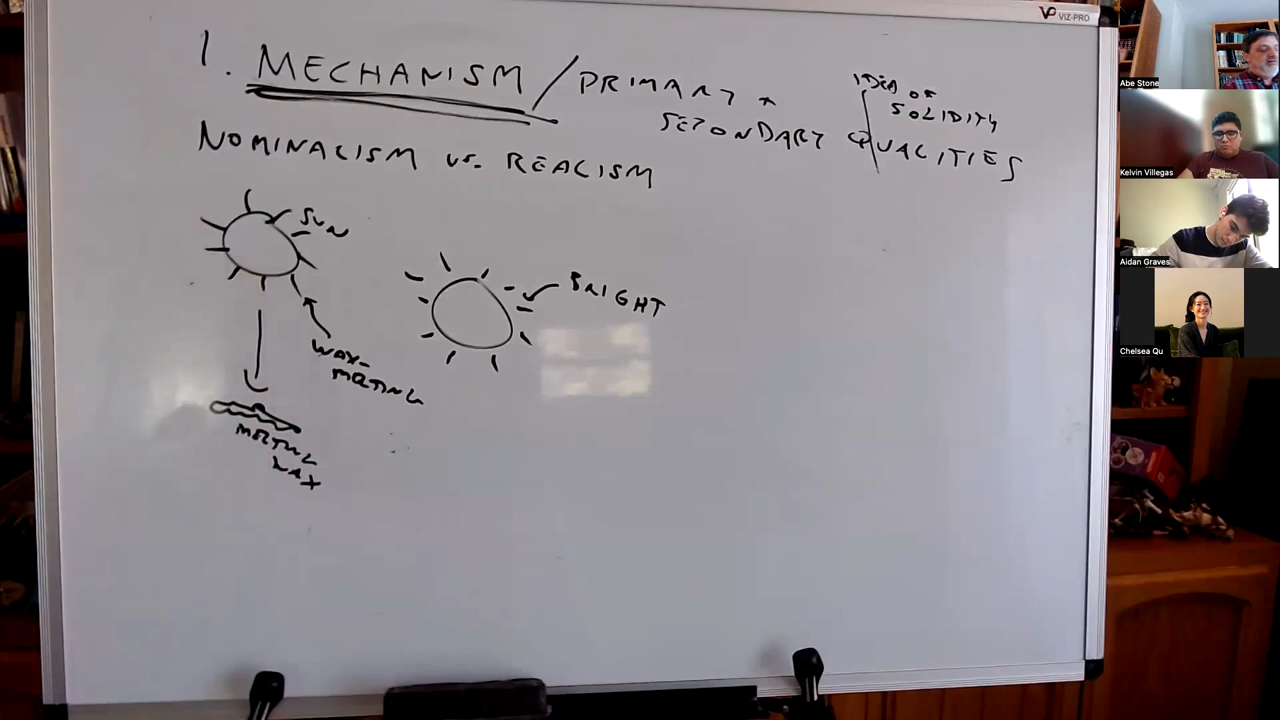 VIZ-PRO
1. MECHANISM / PRIMARY +
SECONDARY QUALITIES
IDEA OF
SOLIDITY
NOMINALISM vs. REALISM
SUN
BRIGHT
WAX-
MELTING
MELTING
WAX
Abe Stone
Kelvin Villegas
Aidan Graves
Chelsea Qu